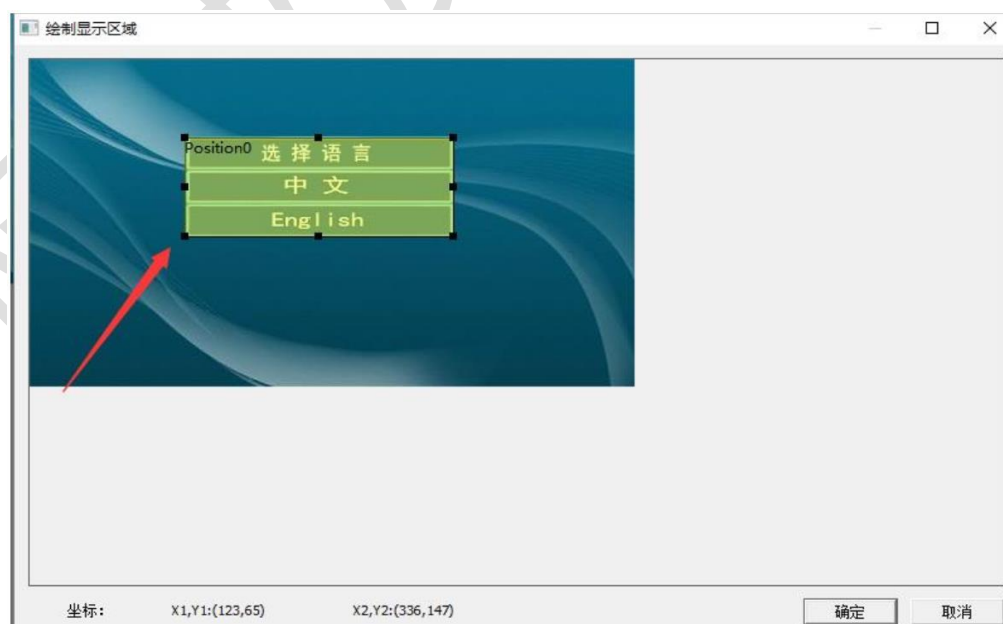 绘制显示区域
Position0 选 择 语 言
中 文
English
坐标: X1,Y1:(123,65) X2,Y2:(336,147) 确定 取消